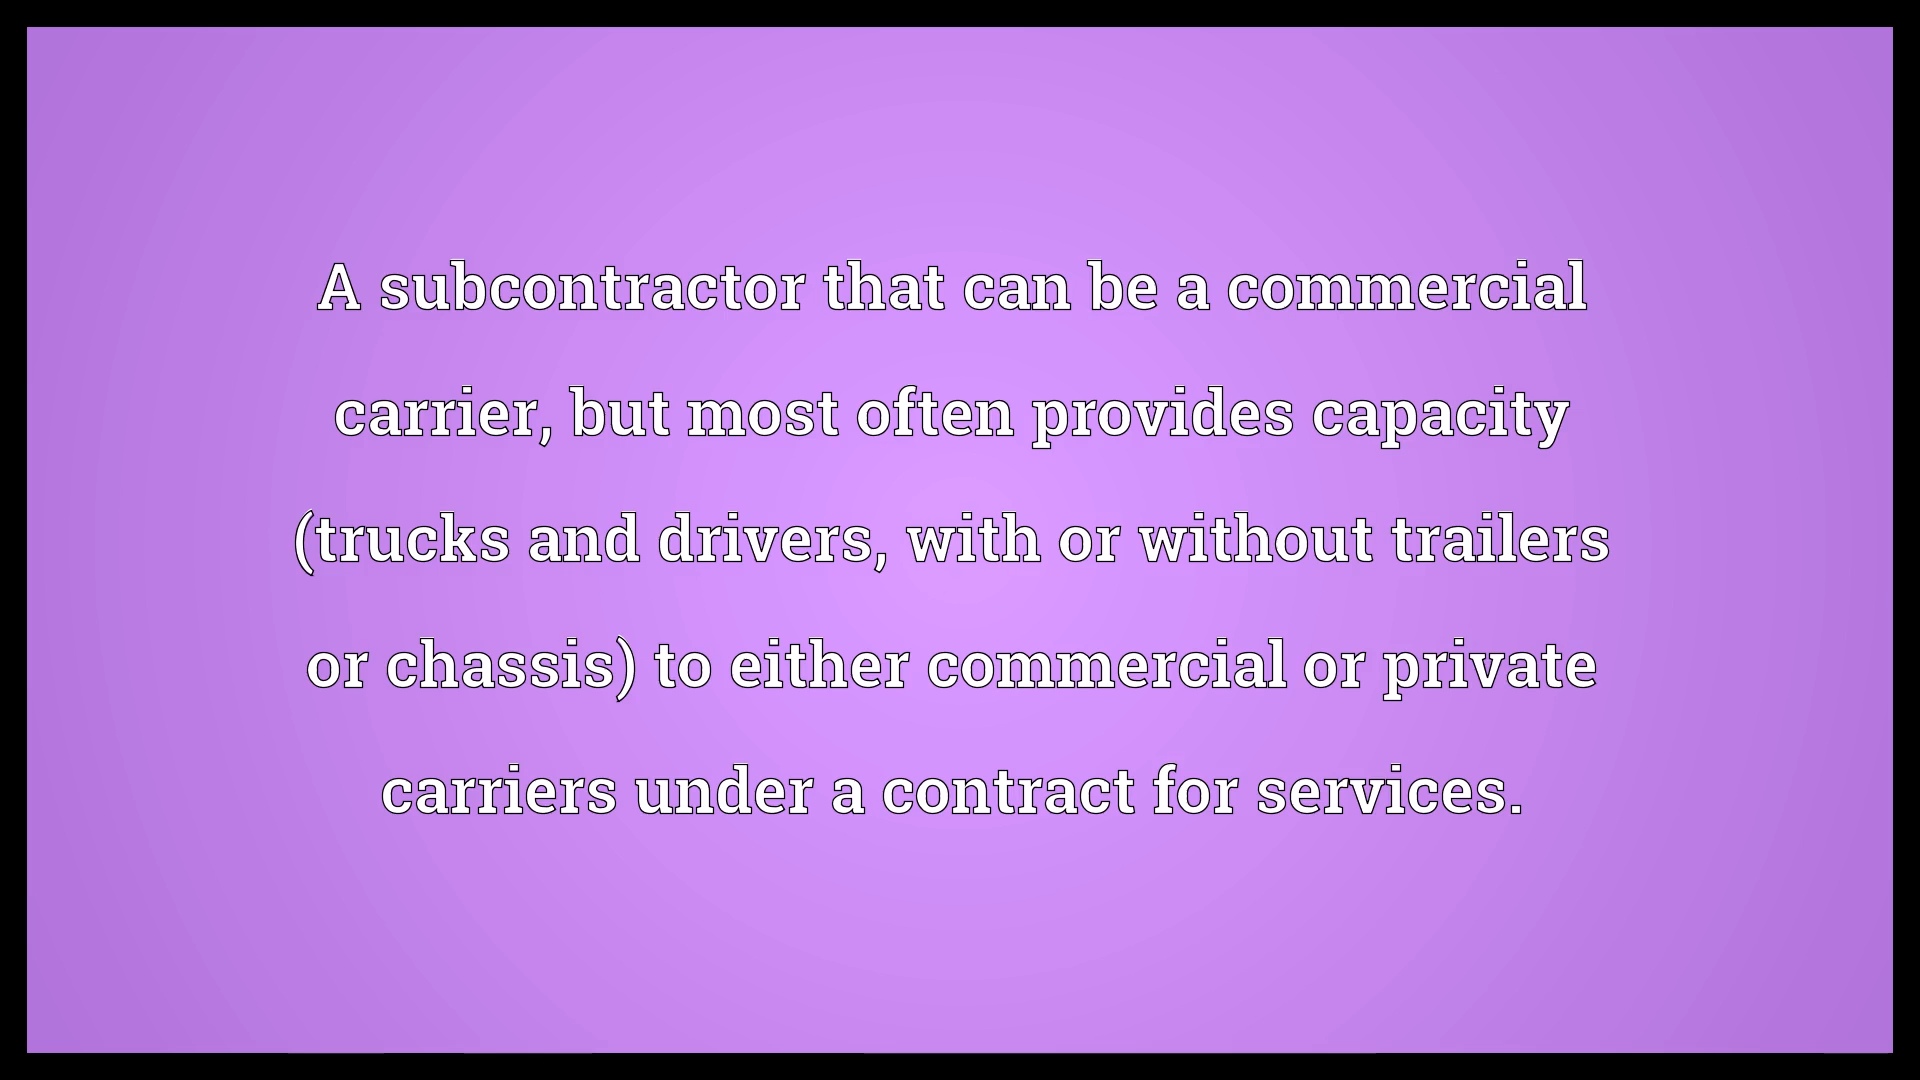 A subcontractor that can be a commercial
carrier, but most often provides capacity
(trucks and drivers, with or without trailers
or chassis) to either commercial or private
carriers under a contract for services.